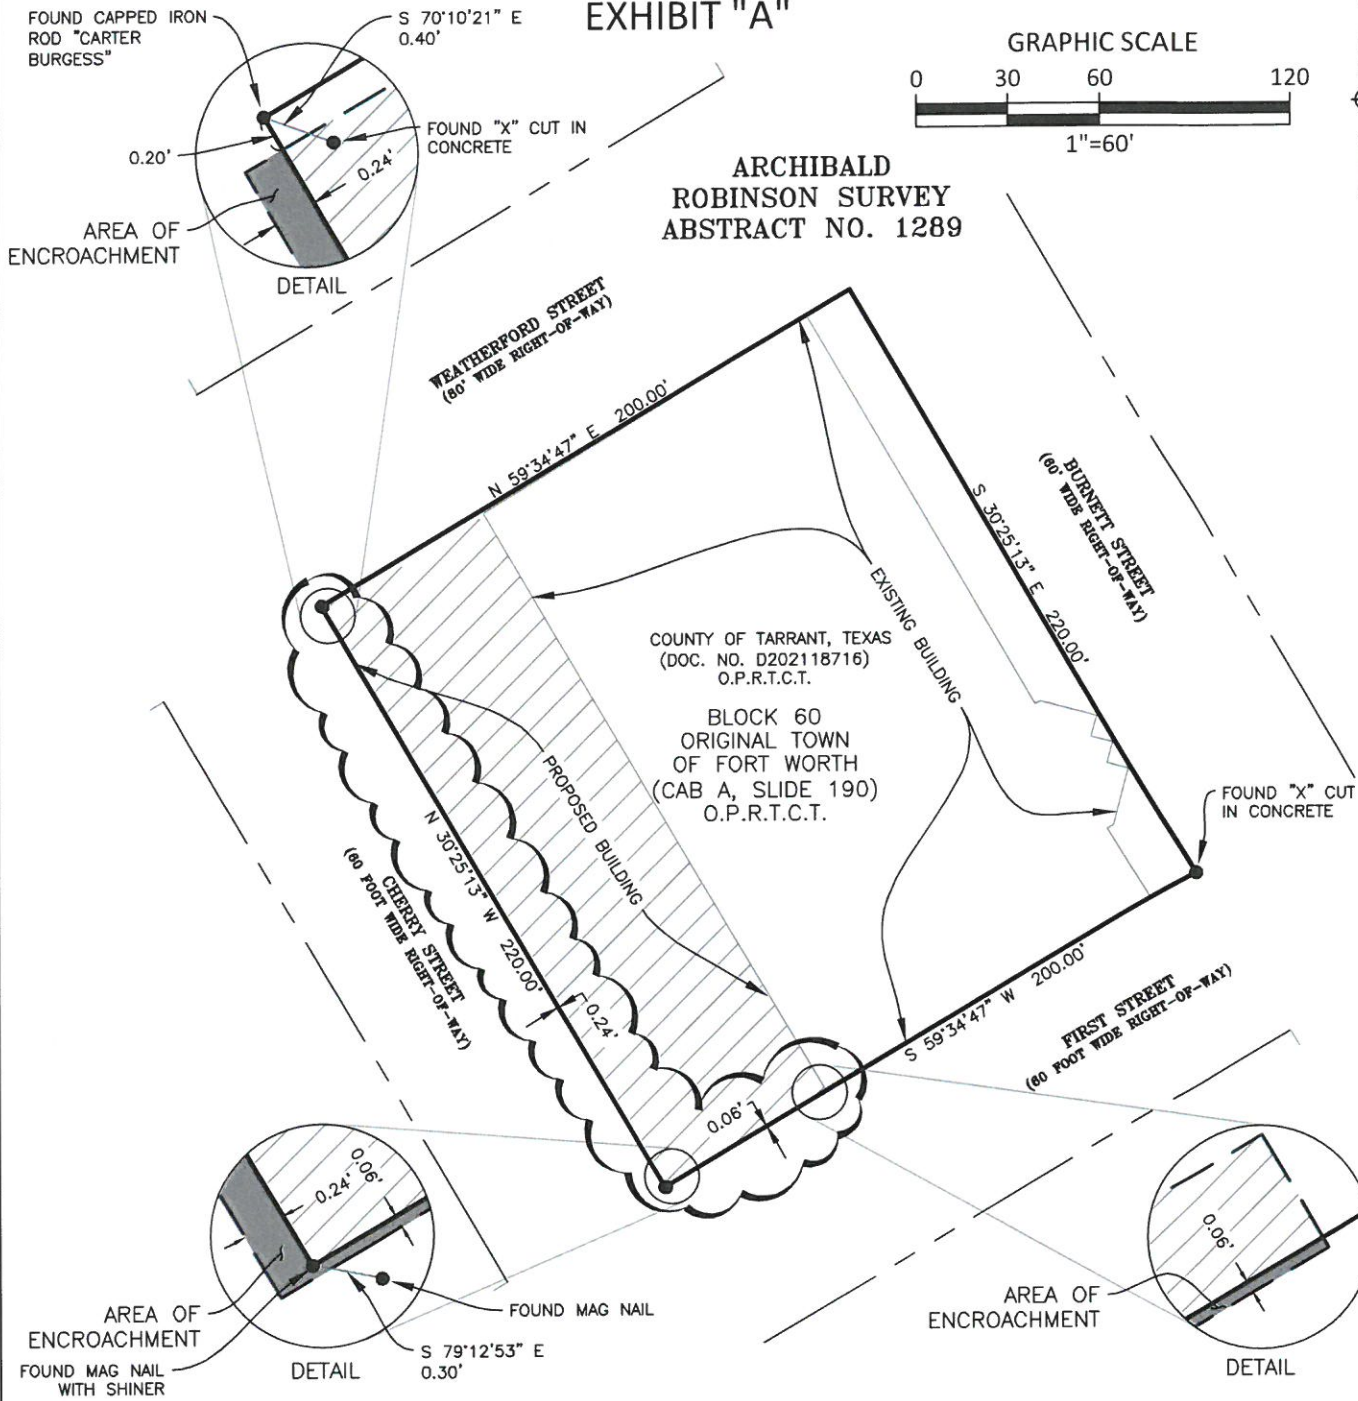 EXHIBIT "A"
FOUND CAPPED IRON
ROD "CARTER
BURGESS"
S 70°10'21" E
0.40'
0.20'
FOUND "X" CUT IN
CONCRETE
0.24'
AREA OF
ENCROACHMENT
DETAIL
GRAPHIC SCALE
0 30 60 120
1"=60'
ARCHIBALD
ROBINSON SURVEY
ABSTRACT NO. 1289
WEATHERFORD STREET
(80' WIDE RIGHT-OF-WAY)
N 59°34'47" E 200.00'
BURNETT STREET
(60' WIDE RIGHT-OF-WAY)
S 30°25'13" E 220.00'
EXISTING BUILDING
COUNTY OF TARRANT, TEXAS
(DOC. NO. D202118716)
O.P.R.T.C.T.
BLOCK 60
ORIGINAL TOWN
OF FORT WORTH
(CAB A, SLIDE 190)
O.P.R.T.C.T.
PROPOSED BUILDING
FOUND "X" CUT
IN CONCRETE
N 30°25'13" W 220.00'
CHERRY STREET
(60 FOOT WIDE RIGHT-OF-WAY)
0.24'
S 59°34'47" W 200.00'
FIRST STREET
(60 FOOT WIDE RIGHT-OF-WAY)
0.06'
0.06'
0.24'
AREA OF
ENCROACHMENT
FOUND MAG NAIL
WITH SHINER
DETAIL
S 79°12'53" E
0.30'
FOUND MAG NAIL
0.06'
AREA OF
ENCROACHMENT
DETAIL